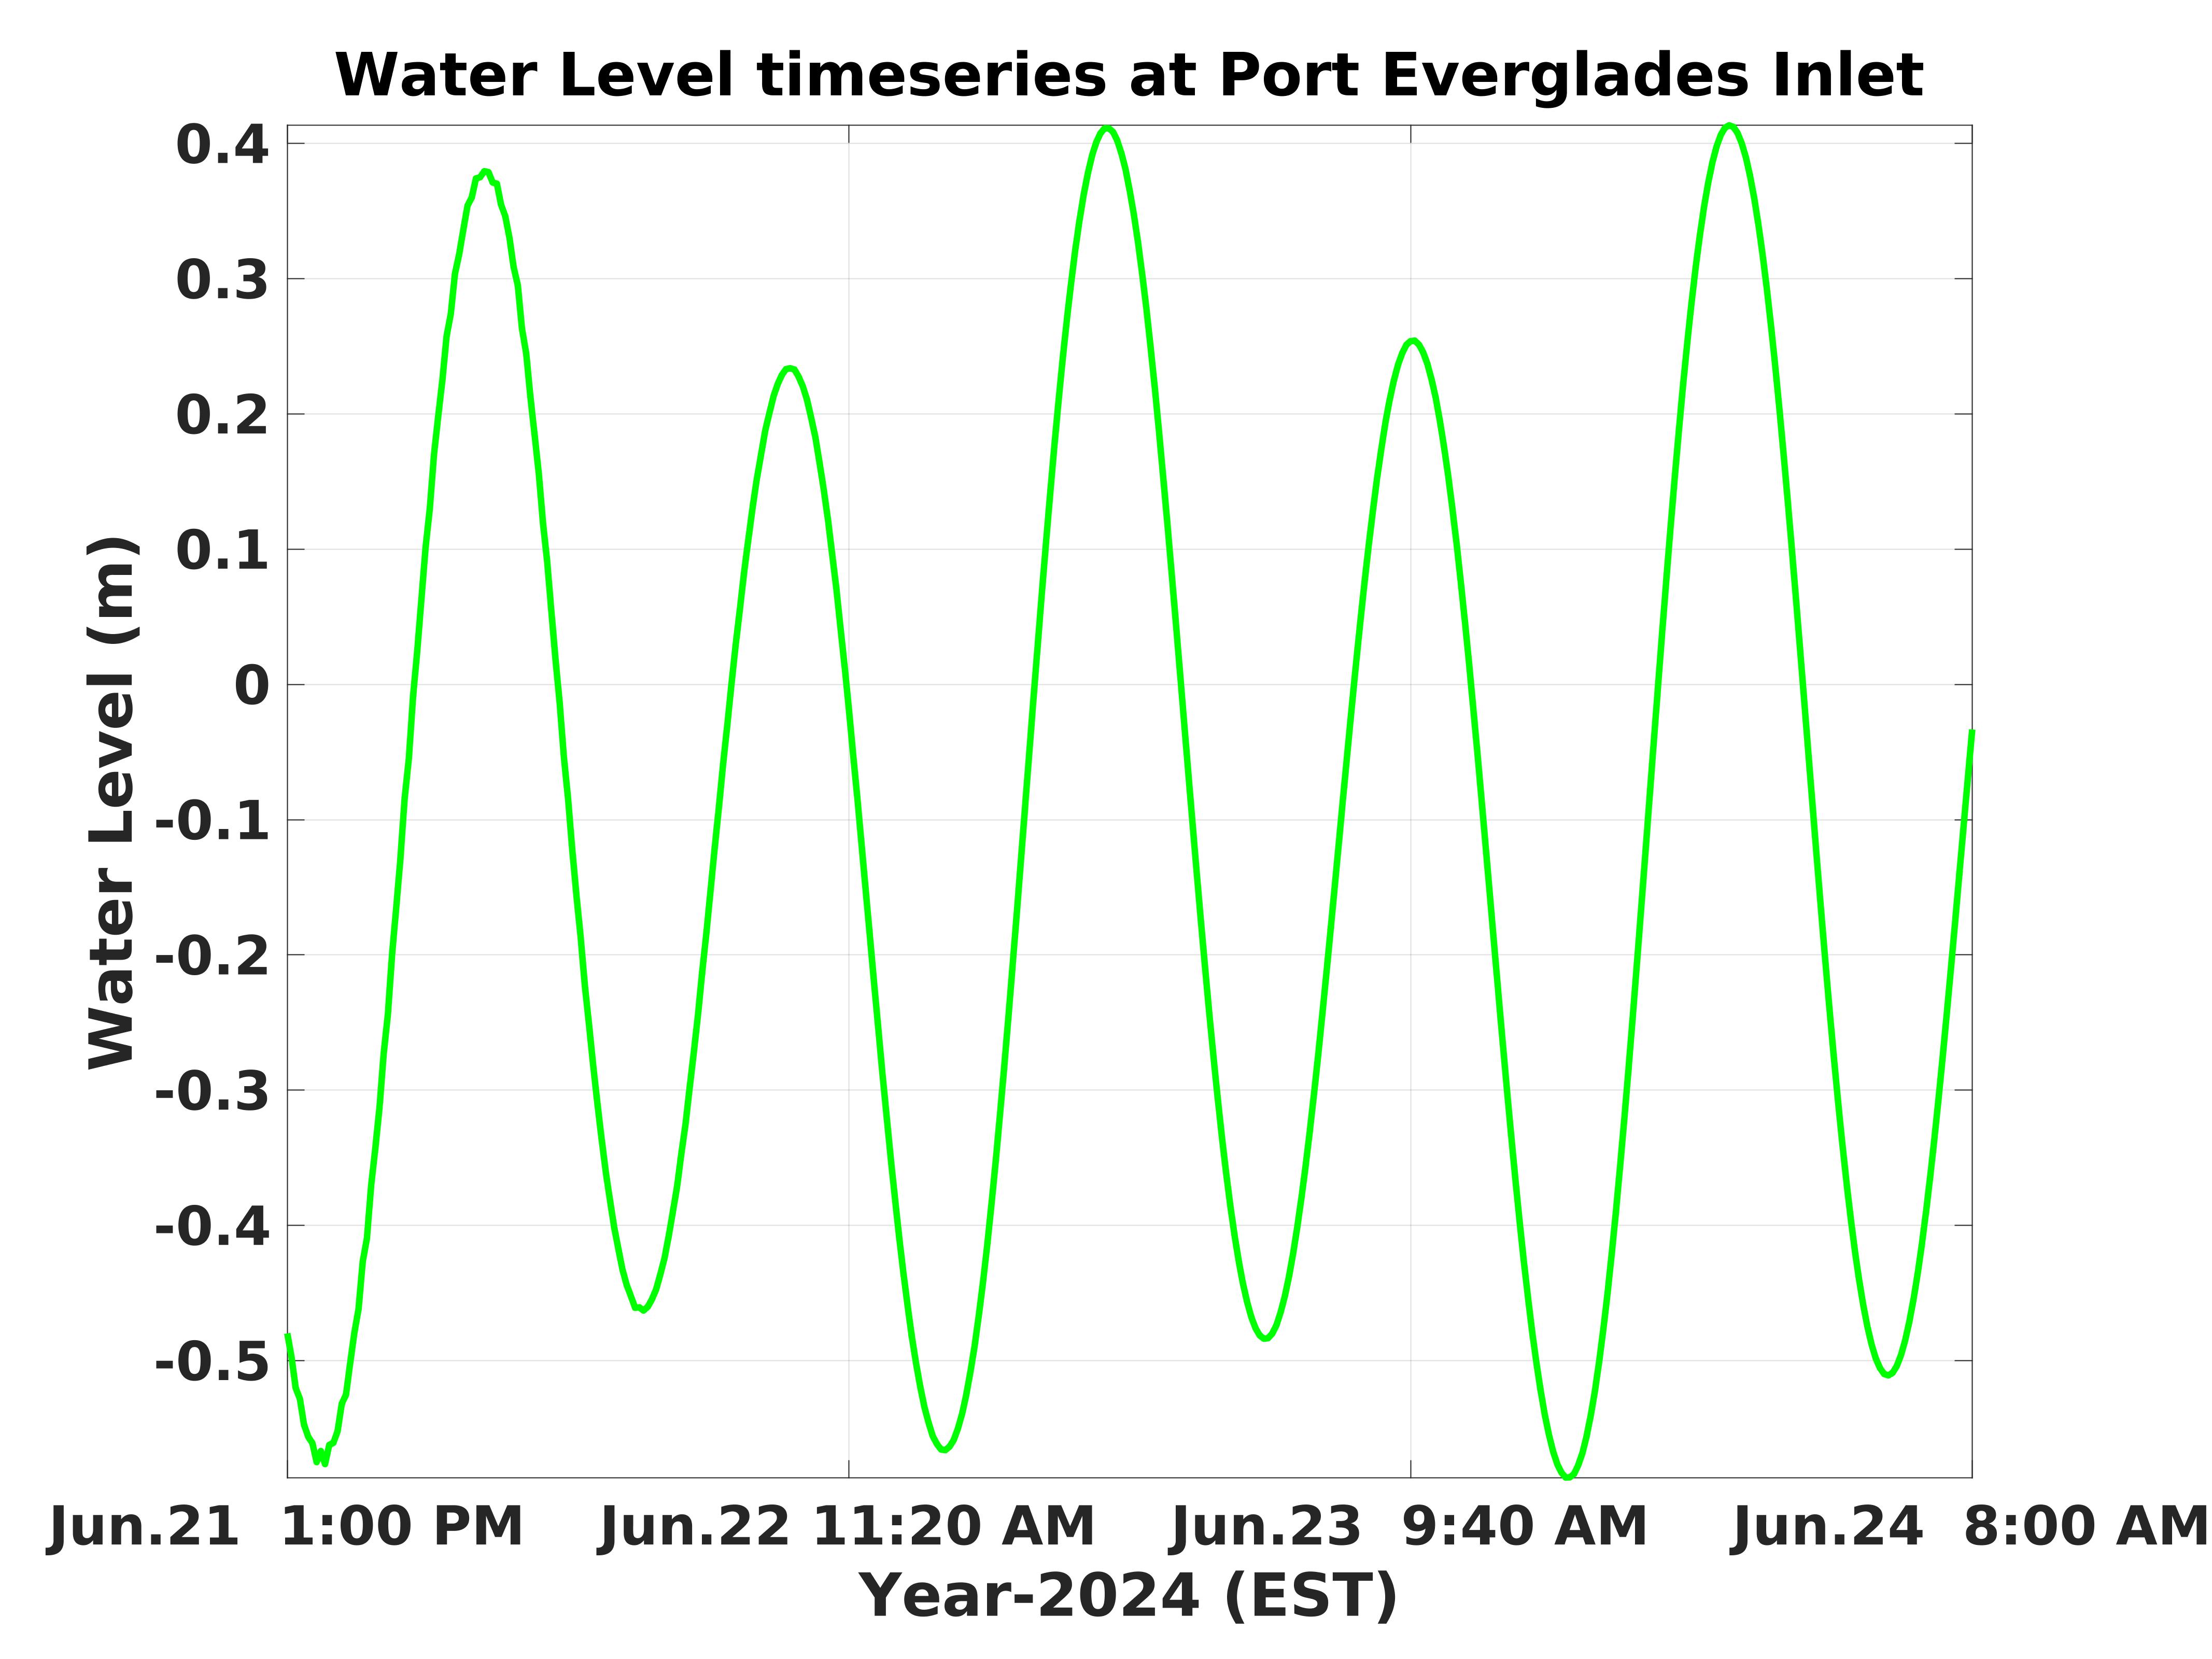 Water Level timeseries at Port Everglades Inlet
0.4
0.3
0.2
0.1
0
-0.1
-0.2
-0.3
-0.4
-0.5
Water Level (m)
Jun.21 1:00 PM Jun.22 11:20 AM Jun.23 9:40 AM Jun.24 8:00 AM
Year-2024 (EST)